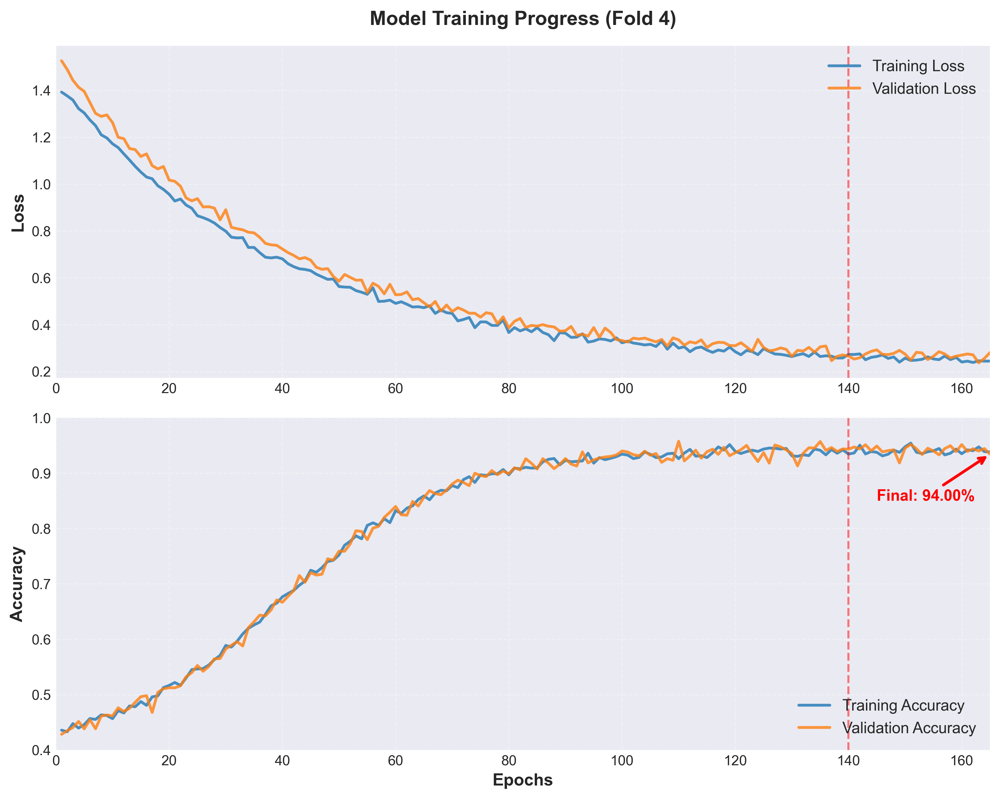 Model Training Progress (Fold 4)
Training Loss
Validation Loss
Loss
1.4
1.2
1.0
0.8
0.6
0.4
0.2
0 20 40 60 80 100 120 140 160
1.0
0.9
0.8
0.7
0.6
0.5
0.4
Accuracy
Final: 94.00%
Training Accuracy
Validation Accuracy
0 20 40 60 80 100 120 140 160
Epochs